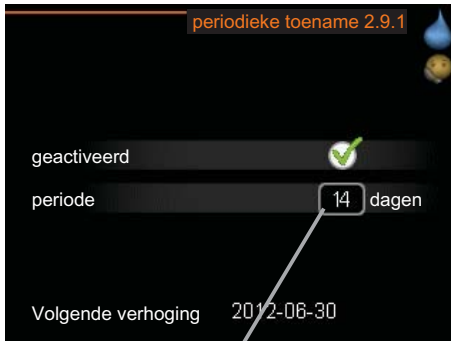 periodieke toename 2.9.1
geactiveerd
periode 14 dagen
Volgende verhoging 2012-06-30